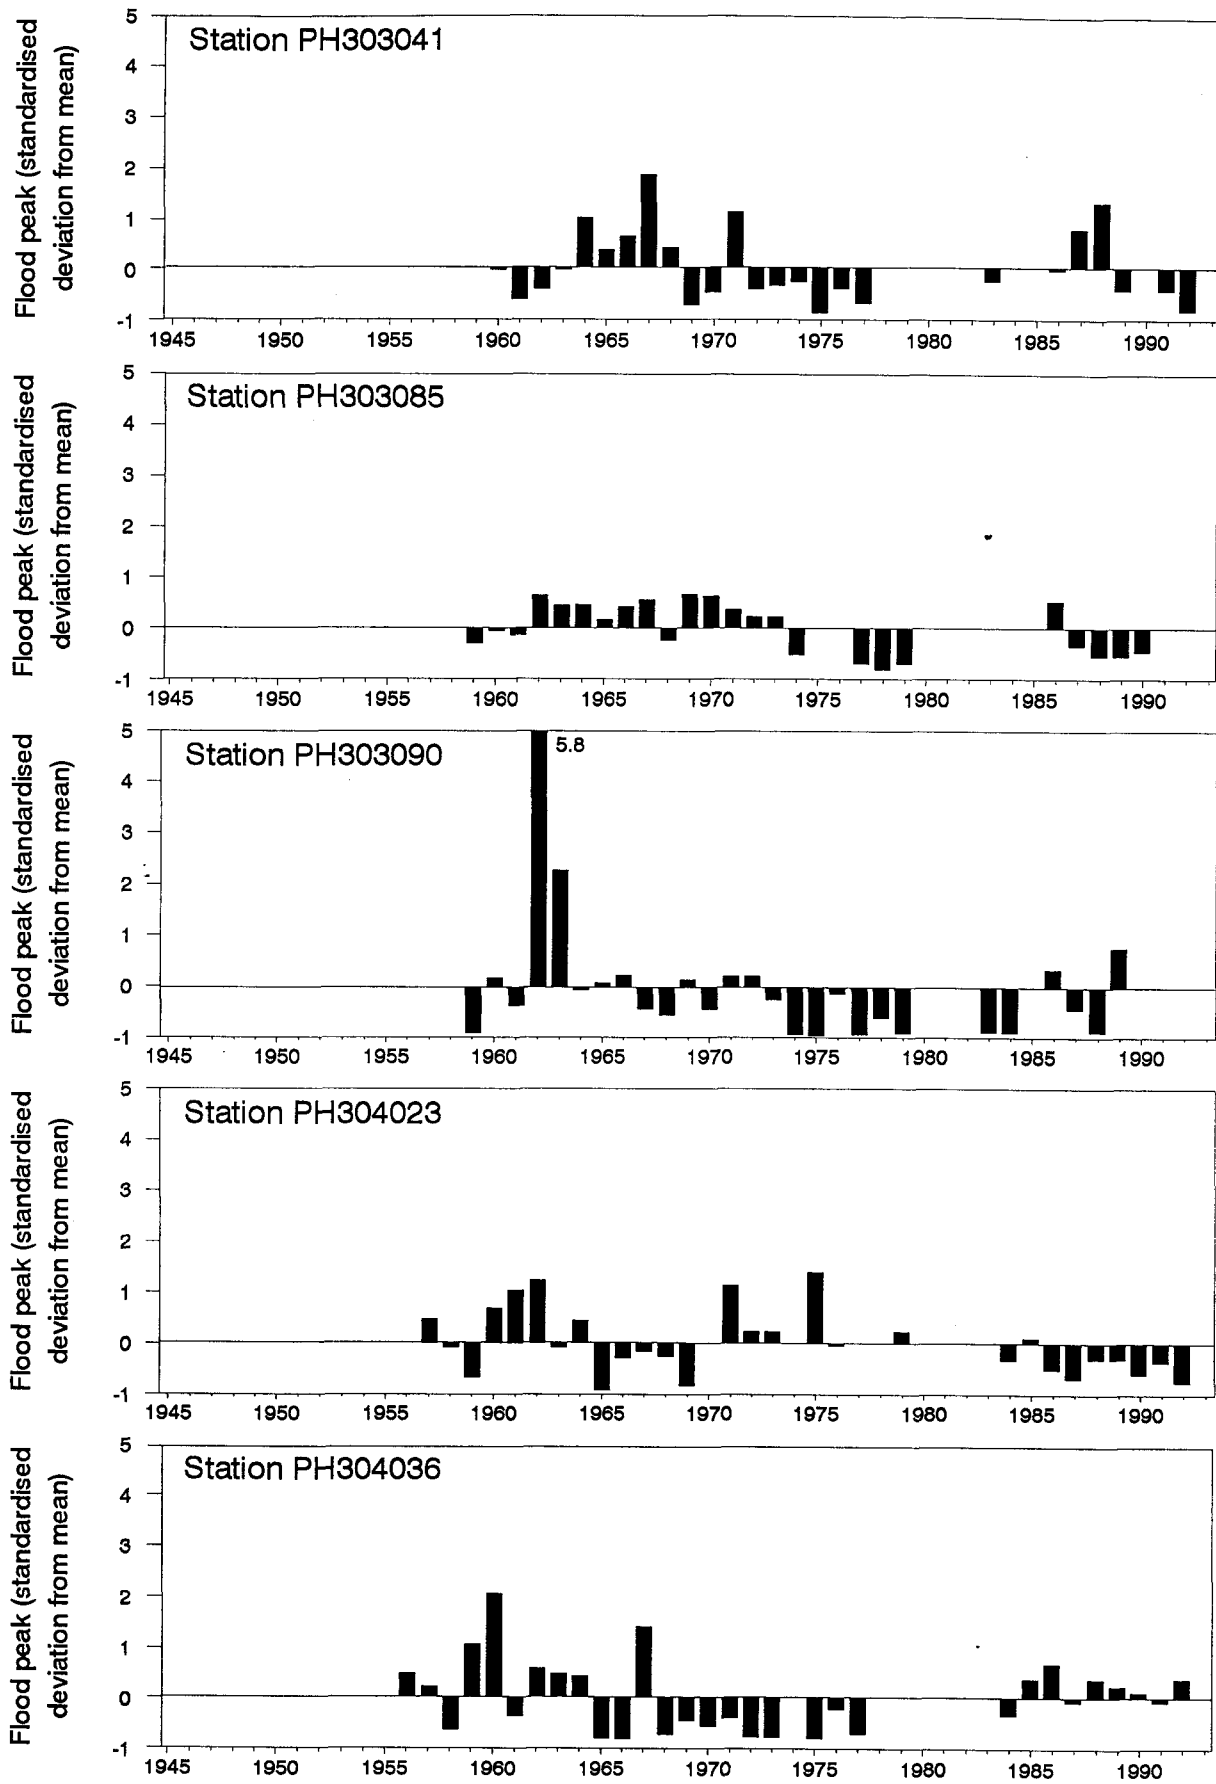 Flood peak (standardised
deviation from mean)
Station PH303041
5
4
3
2
1
0
-1
1945 1950 1955 1960 1965 1970 1975 1980 1985 1990
Flood peak (standardised
deviation from mean)
Station PH303085
5
4
3
2
1
0
-1
1945 1950 1955 1960 1965 1970 1975 1980 1985 1990
Flood peak (standardised
deviation from mean)
Station PH303090
5.8
5
4
3
2
1
0
-1
1945 1950 1955 1960 1965 1970 1975 1980 1985 1990
Flood peak (standardised
deviation from mean)
Station PH304023
5
4
3
2
1
0
-1
1945 1950 1955 1960 1965 1970 1975 1980 1985 1990
Flood peak (standardised
deviation from mean)
Station PH304036
5
4
3
2
1
0
-1
1945 1950 1955 1960 1965 1970 1975 1980 1985 1990